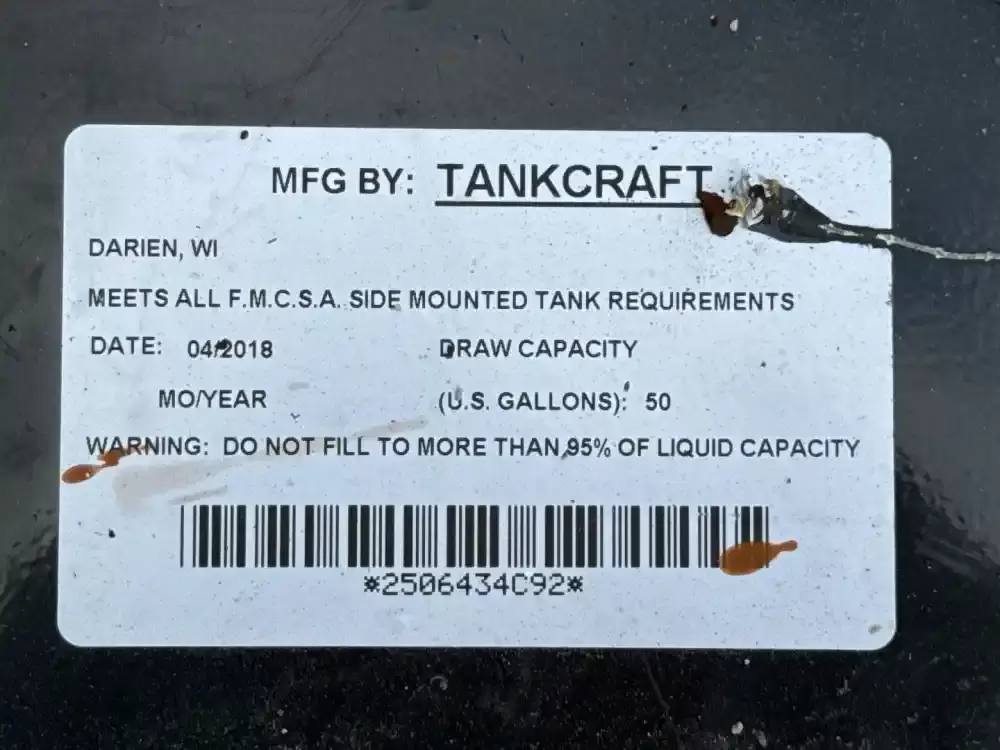 MFG BY: TANKCRAFT
DARIEN, WI
MEETS ALL F.M.C.S.A. SIDE MOUNTED TANK REQUIREMENTS
DATE: 04/2018 DRAW CAPACITY
MO/YEAR (U.S. GALLONS): 50
WARNING: DO NOT FILL TO MORE THAN 95% OF LIQUID CAPACITY
*2506434C92*